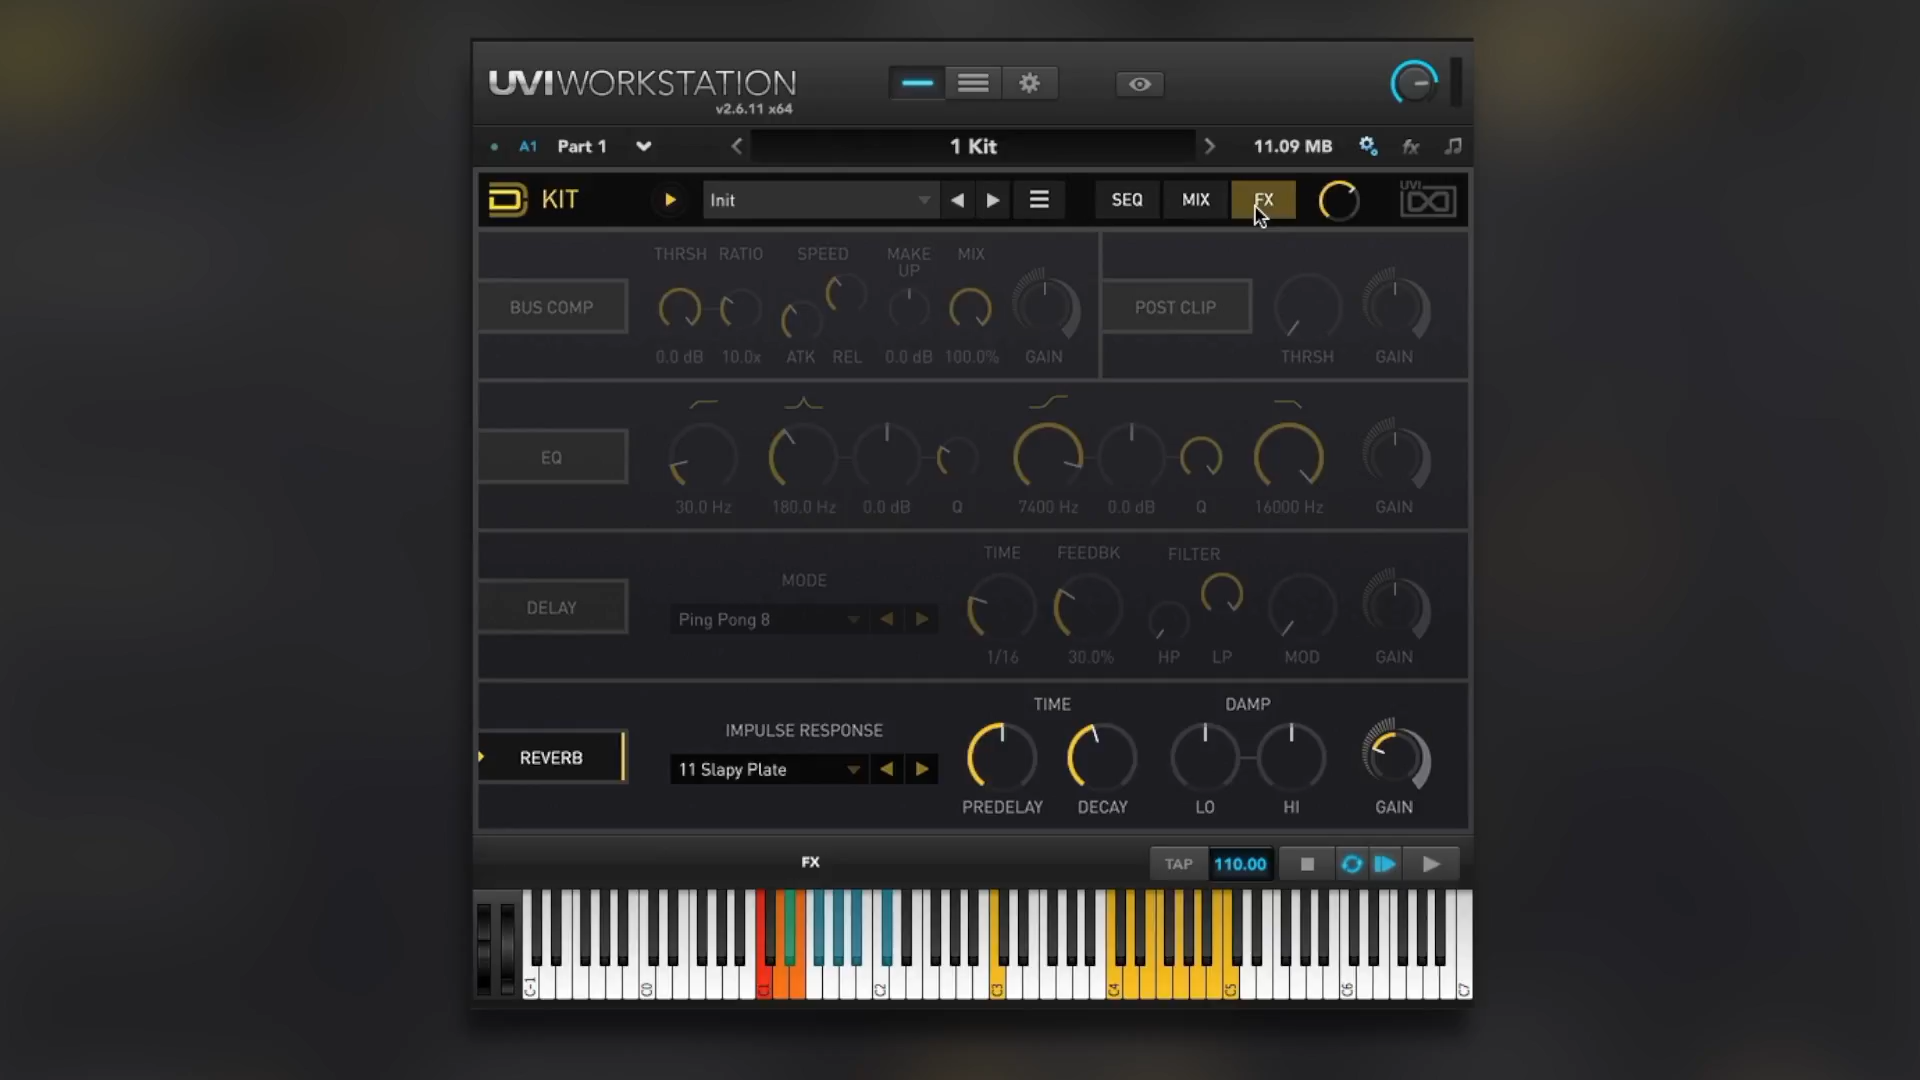 UVIWORKSTATION
v2.6.11 x64
A1 Part 1 1 Kit 11.09 MB fx
KIT Init SEQ MIX FX UVI
THRSH RATIO SPEED MAKE UP MIX
BUS COMP POST CLIP
0.0 dB 10.0x ATK REL 0.0 dB 100.0% GAIN THRSH GAIN
EQ
30.0 Hz 180.0 Hz 0.0 dB Q 7400 Hz 0.0 dB Q 16000 Hz GAIN
TIME FEEDBK FILTER
MODE
DELAY
Ping Pong 8
1/16 30.0% HP LP MOD GAIN
TIME DAMP
IMPULSE RESPONSE
REVERB
11 Slapy Plate
PREDELAY DECAY LO HI GAIN
FX TAP 110.00
C-1 C0 C1 C2 C3 C4 C5 C6 C7